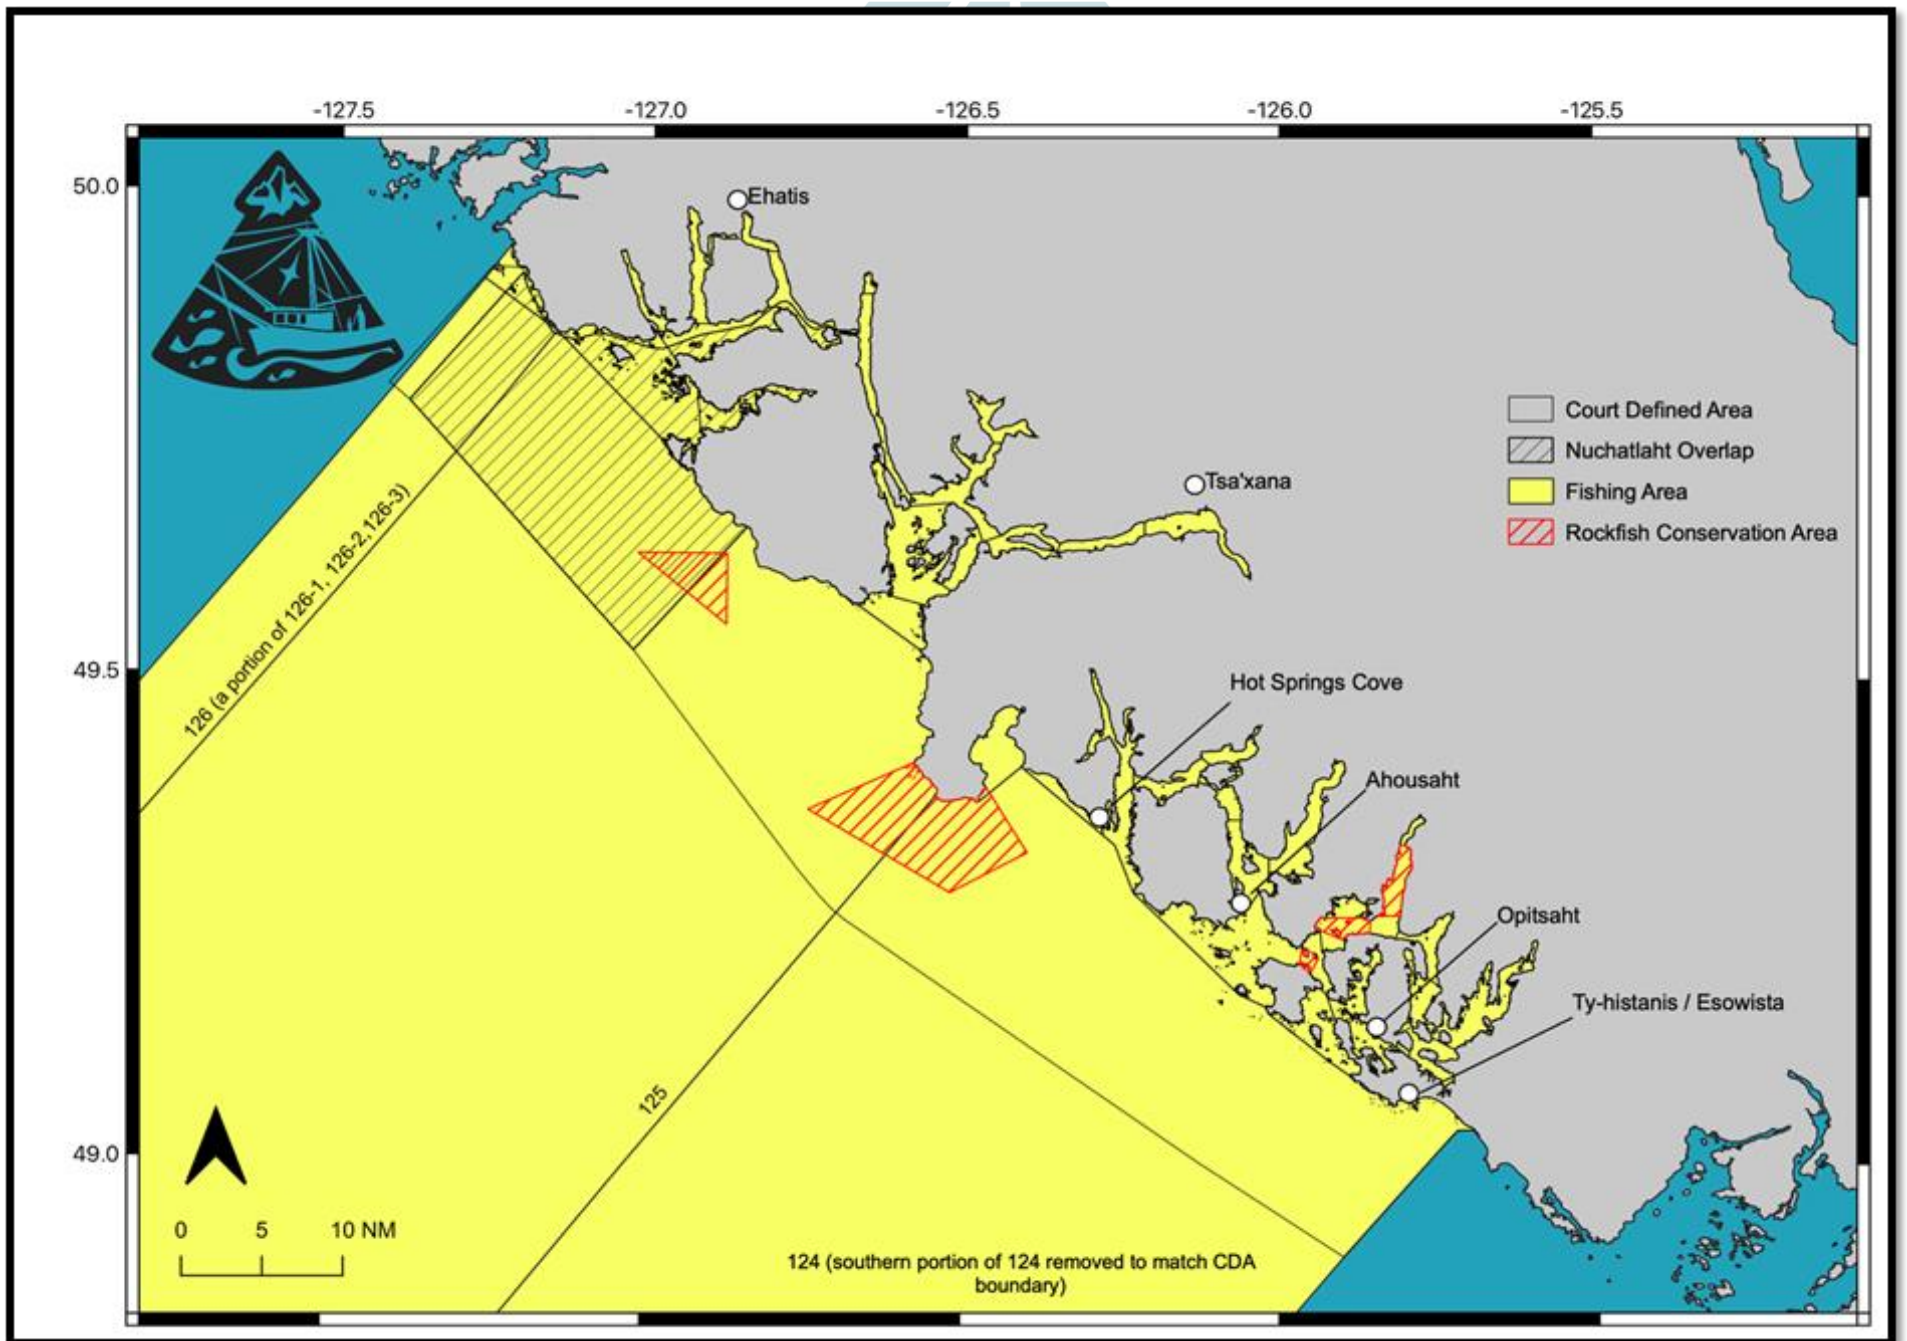 -127.5 -127.0 -126.5 -126.0 -125.5
50.0
49.5
49.0
Ehatis
Tsa'xana
Court Defined Area
Nuchatlaht Overlap
Fishing Area
Rockfish Conservation Area
126 (a portion of 126-1, 126-2,126-3)
Hot Springs Cove
Ahousaht
Opitsaht
Ty-histanis / Esowista
125
0 5 10 NM
124 (southern portion of 124 removed to match CDA
boundary)